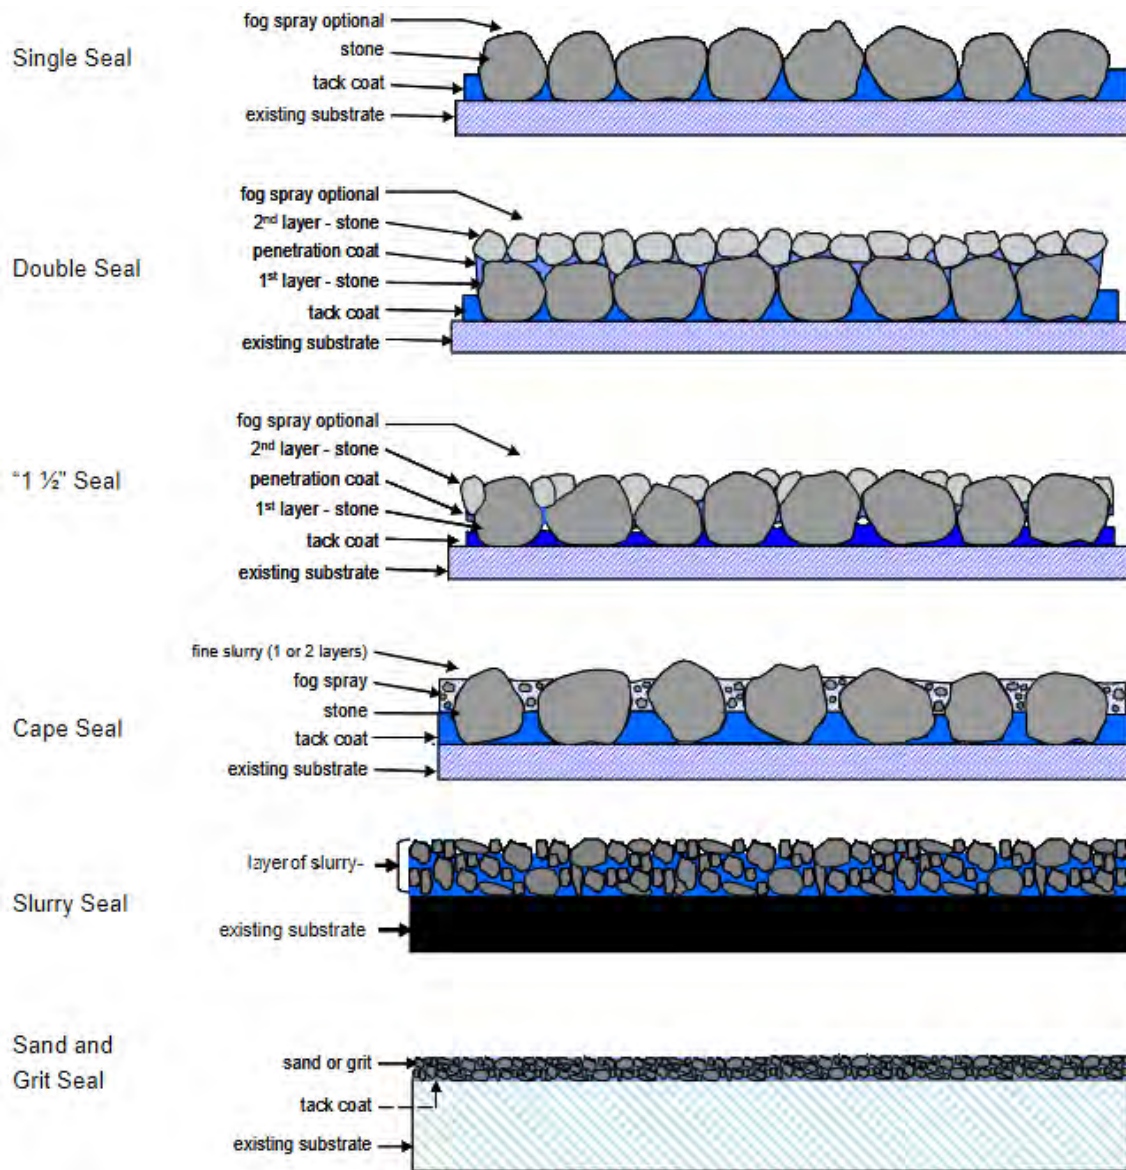 Single Seal
fog spray optional
stone
tack coat
existing substrate
Double Seal
fog spray optional
2nd layer - stone
penetration coat
1st layer - stone
tack coat
existing substrate
"1 ½" Seal
fog spray optional
2nd layer - stone
penetration coat
1st layer - stone
tack coat
existing substrate
Cape Seal
fine slurry (1 or 2 layers)
fog spray
stone
tack coat
existing substrate
Slurry Seal
layer of slurry-
existing substrate
Sand and
Grit Seal
sand or grit
tack coat
existing substrate